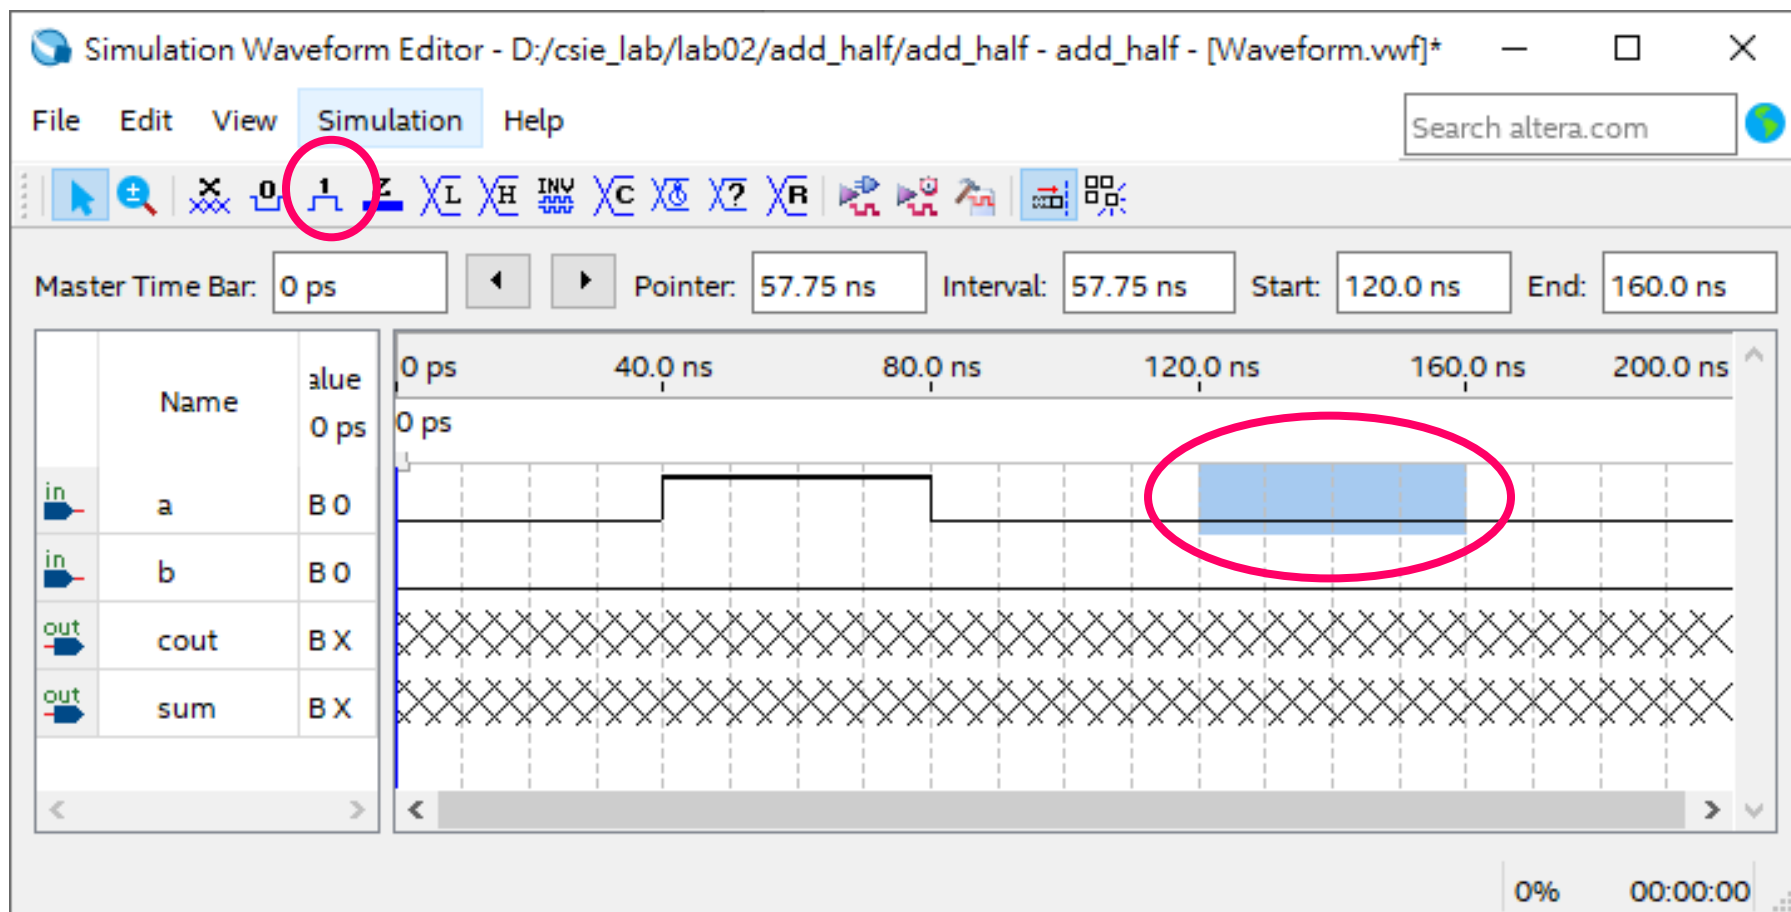 Simulation Waveform Editor - D:/csie_lab/lab02/add_half/add_half - add_half - [Waveform.vwf]*
File Edit View Simulation Help Search altera.com
X 0 1 Z L H INV C ? R
Master Time Bar: 0 ps Pointer: 57.75 ns Interval: 57.75 ns Start: 120.0 ns End: 160.0 ns
Name alue 0 ps
0 ps 40.0 ns 80.0 ns 120.0 ns 160.0 ns 200.0 ns
0 ps
in a B 0
in b B 0
out cout B X
out sum B X
0% 00:00:00